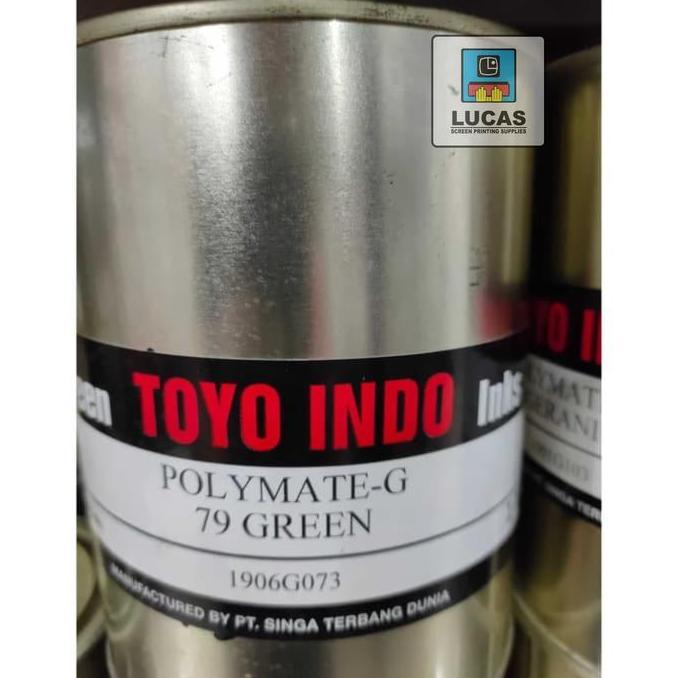 LUCAS
SCREEN PRINTING SUPPLIES
TOYO INDO Inks
POLYMATE-G
79 GREEN
1906G073
MANUFACTURED BY PT. SINGA TERBANG DUNIA